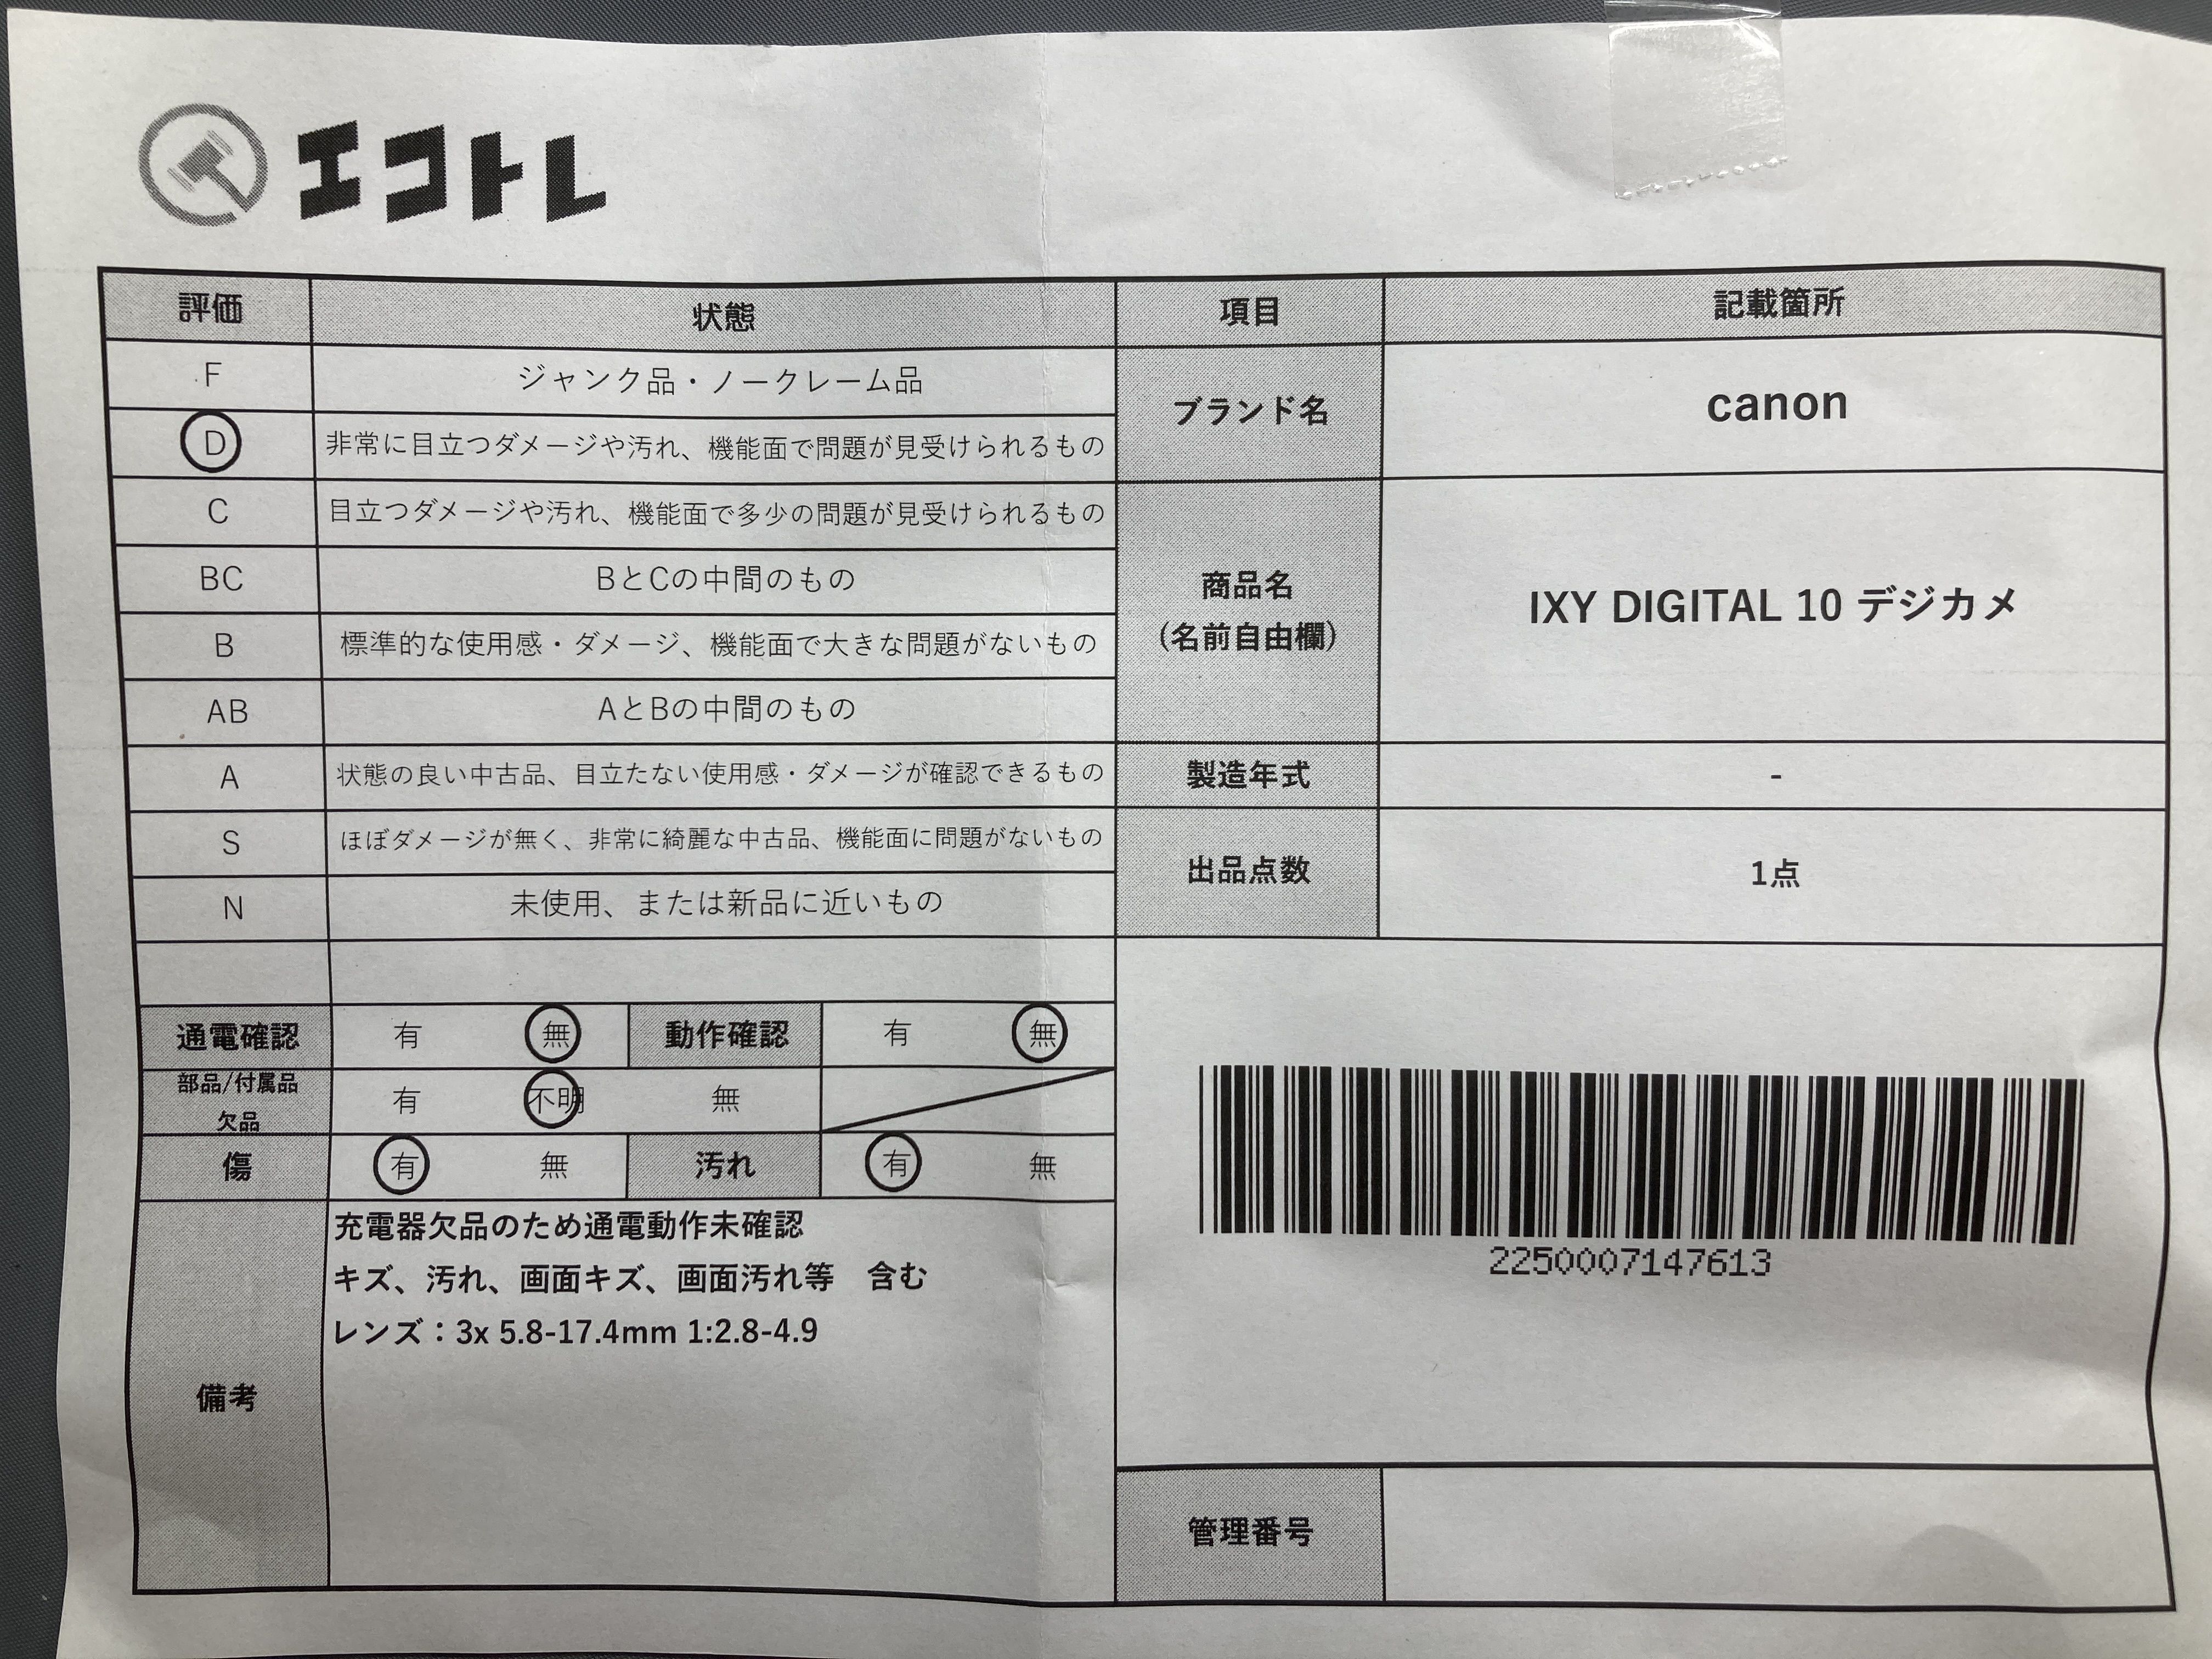 エコトレ
評価 状態
F ジャンク品・ノークレーム品
D 非常に目立つダメージや汚れ、機能面で問題が見受けられるもの
C 目立つダメージや汚れ、機能面で多少の問題が見受けられるもの
BC BとCの中間のもの
B 標準的な使用感・ダメージ、機能面で大きな問題がないもの
AB AとBの中間のもの
A 状態の良い中古品、目立たない使用感・ダメージが確認できるもの
S ほぼダメージが無く、非常に綺麗な中古品、機能面に問題がないもの
N 未使用、または新品に近いもの
通電確認 有 無 動作確認 有 無
部品/付属品
欠品 有 不明 無
傷 有 無 汚れ 有 無
備考
充電器欠品のため通電動作未確認
キズ、汚れ、画面キズ、画面汚れ等 含む
レンズ：3x 5.8-17.4mm 1:2.8-4.9
項目 記載箇所
ブランド名 canon
商品名
(名前自由欄)
IXY DIGITAL 10 デジカメ
製造年式 -
出品点数 1点
2250007147613
管理番号